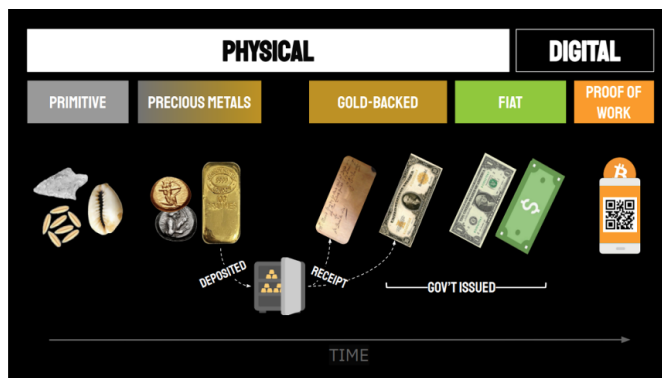 PHYSICAL
DIGITAL
PRIMITIVE
PRECIOUS METALS
GOLD-BACKED
FIAT
PROOF OF
WORK
DEPOSITED
RECEIPT
GOV'T ISSUED
$
TIME